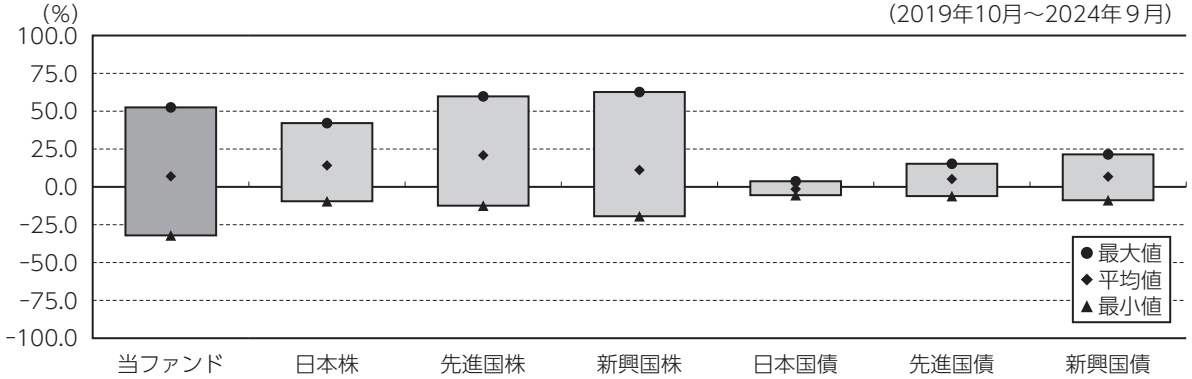 (%)
(2019年10月～2024年９月)
100.0
75.0
50.0
25.0
0.0
-25.0
-50.0
-75.0
-100.0
●最大値
◆平均値
▲最小値
当ファンド 日本株 先進国株 新興国株 日本国債 先進国債 新興国債